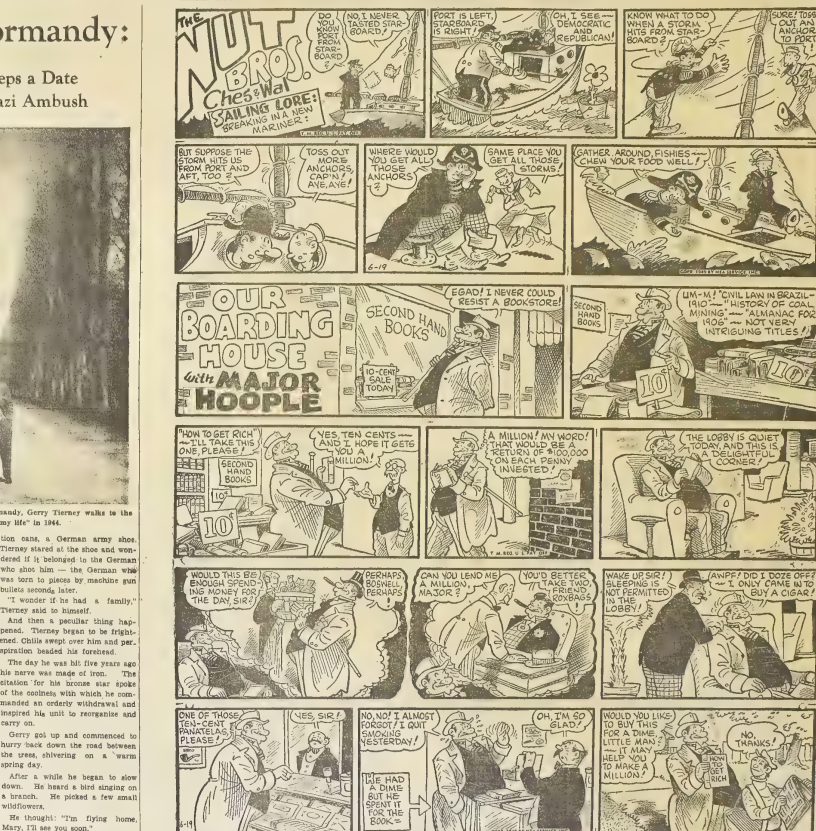 ormandy:
eeps a Date
azi Ambush
mandy, Gerry Tierney walks to the
my life" in 1944.
tion cans, a German army shoe.
Tierney stared at the shoe and won-
dered if it belonged to the German
who shot him — the German who
was torn to pieces by machine gun
bullets seconds later.
"I wonder if he had a family,"
Tierney said to himself.
And then a peculiar thing hap-
pened. Tierney began to be fright-
ened. Chills swept over him and per-
spiration beaded his forehead.
The day he was hit five years ago
his nerve was made of iron. The
citation for his bronze star spoke
of the coolness with which he com-
manded an orderly withdrawal and
inspired his unit to reorganize and
carry on.
Gerry got up and commenced to
hurry back down the road between
the trees, shivering on a warm
spring day.
After a while he began to slow
down. He heard a bird singing on
a branch. He picked a few small
wildflowers.
He thought: "I'm flying home,
Mary, I'll see you soon."
THE
NUT
BROS.
Ches & Wal
SAILING LORE:
BREAKING IN A NEW
MARINER:
T. M. REG. U. S. PAT. OFF.
DO
YOU
KNOW
PORT
FROM
STAR-
BOARD?
NO, I NEVER
TASTED STAR-
BOARD!
PORT IS LEFT,
STARBOARD
IS RIGHT!
OH, I SEE—
DEMOCRATIC
AND
REPUBLICAN!
KNOW WHAT TO DO
WHEN A STORM
HITS FROM STAR-
BOARD?
SURE! TOSS
OUT AN
ANCHOR
TO PORT
BUT SUPPOSE THE
STORM HITS US
FROM PORT AND
AFT, TOO?
TOSS OUT
MORE
ANCHORS,
CAP'N!
AYE, AYE!
WHERE WOULD
YOU GET ALL
THOSE
ANCHORS
?
SAME PLACE YOU
GET ALL THOSE
STORMS!
6-19
GATHER AROUND, FISHIES—
CHEW YOUR FOOD WELL!
OUR
BOARDING
HOUSE
with MAJOR
HOOPLE
SECOND HAND
BOOKS
10-CENT
SALE
TODAY
EGAD! I NEVER COULD
RESIST A BOOKSTORE!
SECOND
HAND
BOOKS
UM-M! "CIVIL LAW IN BRAZIL-
1910"— "HISTORY OF COAL
MINING"— "ALMANAC FOR
1906"— NOT VERY
INTRIGUING TITLES!
10¢
10¢
"HOW TO GET RICH"
—I'LL TAKE THIS
ONE, PLEASE!
SECOND
HAND
BOOKS
10¢
10¢
YES, TEN CENTS—
AND I HOPE IT GETS
YOU A
MILLION!
A MILLION! MY WORD!
THAT WOULD BE A
RETURN OF $100,000
ON EACH PENNY
INVESTED!
T. M. REG. U. S. PAT. OFF.
THE LOBBY IS QUIET
TODAY, AND THIS IS
A DELIGHTFUL
CORNER!
WOULD THIS BE
ENOUGH SPEND-
ING MONEY FOR
THE DAY, SIR?
PERHAPS,
BOSWELL,
PERHAPS
!
CAN YOU LEND ME
A MILLION,
MAJOR?
YOU'D BETTER
TAKE TWO,
FRIEND
ROXBAGS
!
WAKE UP, SIR!
SLEEPING IS
NOT PERMITTED
IN THE
LOBBY!
AWPF! DID I DOZE OFF?
— I ONLY CAME IN TO
BUY A CIGAR!
ONE OF THOSE
TEN-CENT
PANATELAS,
PLEASE!
YES, SIR!
6-19
NO, NO! I ALMOST
FORGOT! I QUIT
SMOKING
YESTERDAY!
OH, I'M SO
GLAD!
HE HAD
A DIME
BUT HE
SPENT IT
FOR THE
BOOK=
WOULD YOU LIKE
TO BUY THIS
FOR A DIME,
LITTLE MAN?
— IT MAY
HELP YOU
TO MAKE A
MILLION!
HOW
TO
GET
RICH
NO,
THANKS!